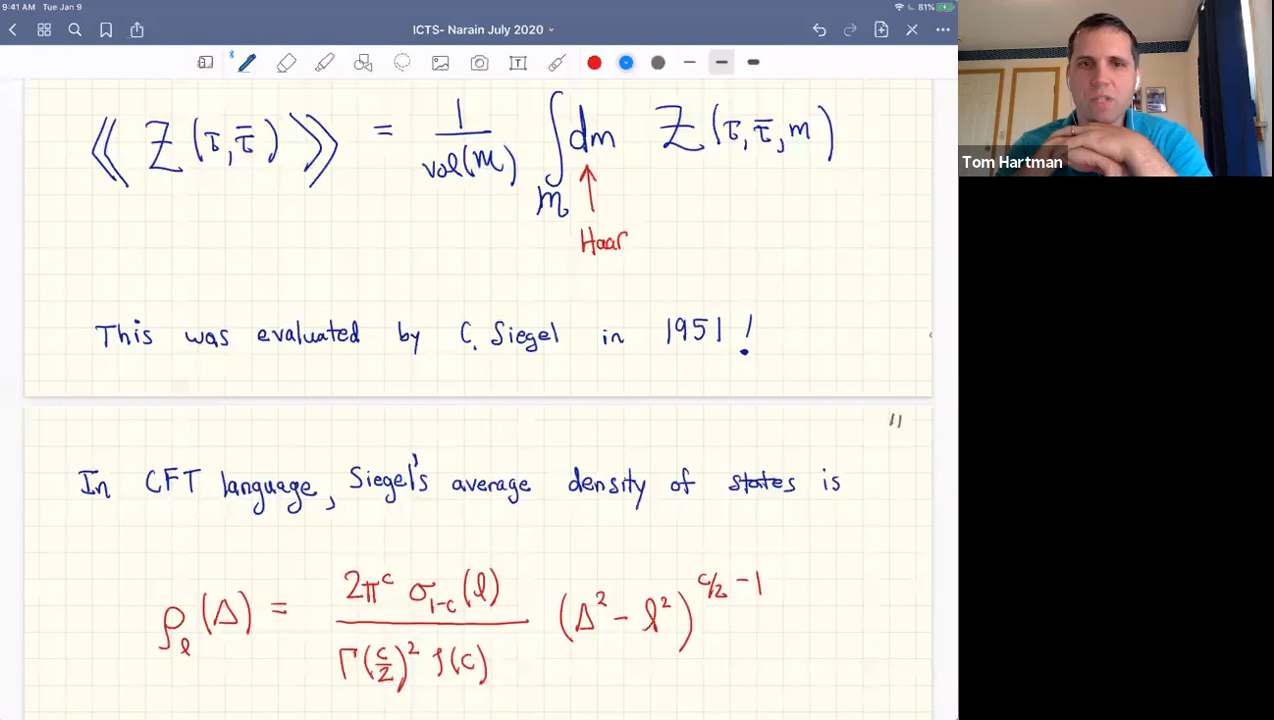 9:41 AM Tue Jan 9
81%
ICTS- Narain July 2020
⟪ Z(τ, τ̄) ⟫ = 1/vol(M) ∫_M dm Z(τ, τ̄, m)
Haar
Tom Hartman
This was evaluated by C. Siegel in 1951!
11
In CFT language, Siegel's average density of states is
ρ_ℓ(Δ) = 2π^c σ_{1-c}(ℓ) / Γ(c/2)^2 ζ(c) (Δ^2 - ℓ^2)^{c/2 - 1}